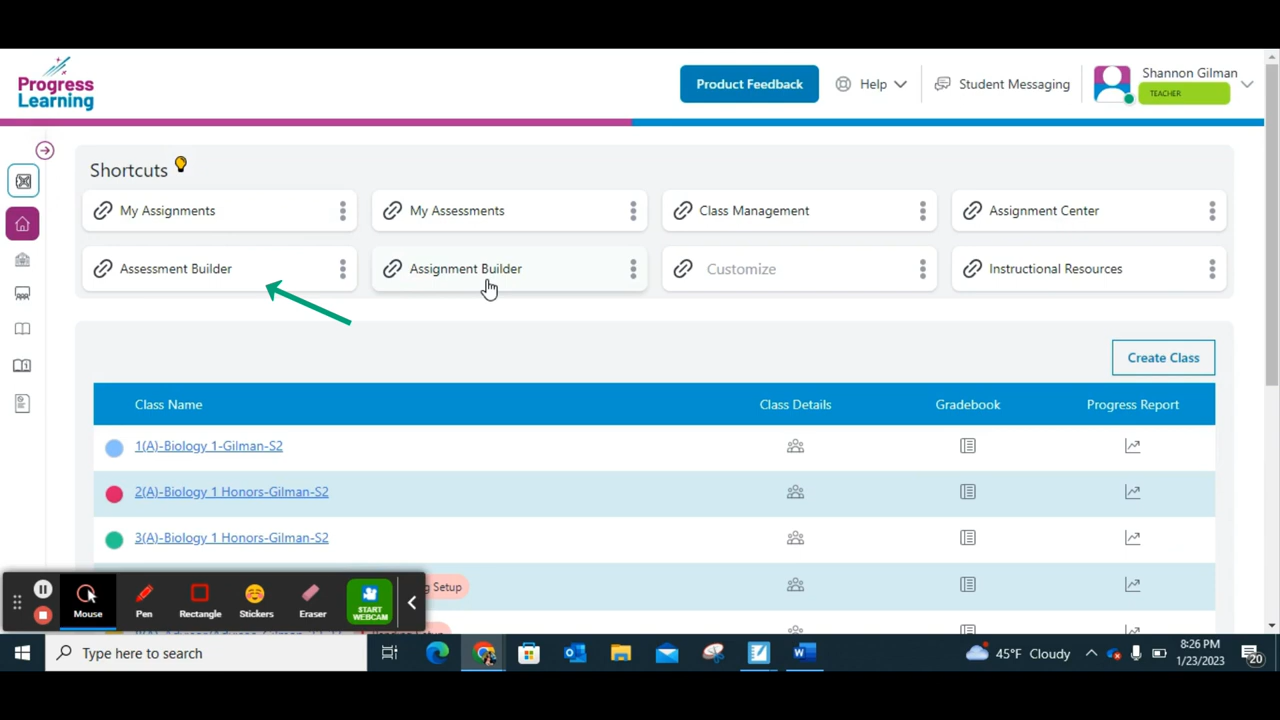 Progress
Learning
Product Feedback
Help
Student Messaging
Shannon Gilman
TEACHER
Shortcuts
My Assignments
My Assessments
Class Management
Assignment Center
Assessment Builder
Assignment Builder
Customize
Instructional Resources
Create Class
Class Name
Class Details
Gradebook
Progress Report
1(A)-Biology 1-Gilman-S2
2(A)-Biology 1 Honors-Gilman-S2
3(A)-Biology 1 Honors-Gilman-S2
Setup
Mouse
Pen
Rectangle
Stickers
Eraser
START
WEBCAM
Type here to search
45°F Cloudy
8:26 PM
1/23/2023
20